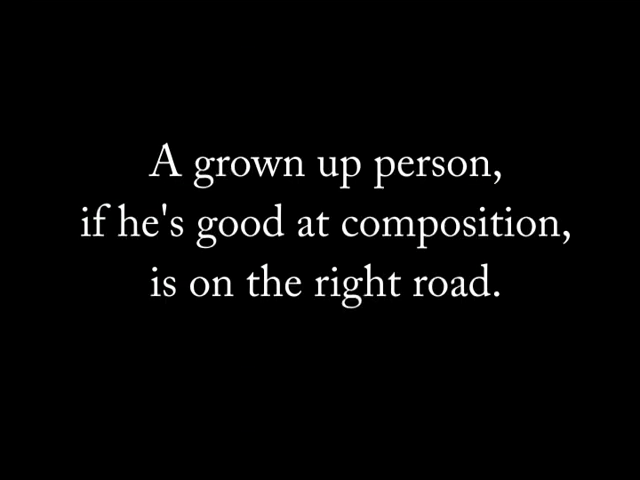 A grown up person,
if he's good at composition,
is on the right road.